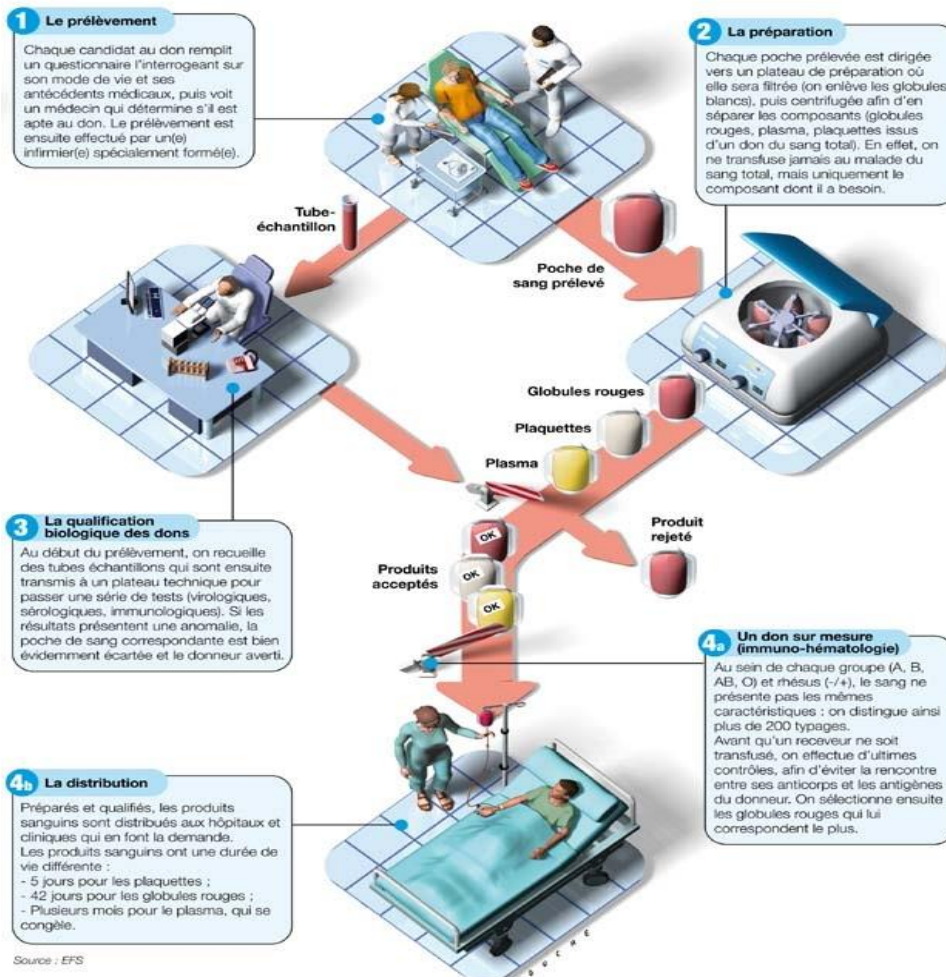 1 Le prélèvement
Chaque candidat au don remplit
un questionnaire l'interrogeant sur
son mode de vie et ses
antécédents médicaux, puis voit
un médecin qui détermine s'il est
apte au don. Le prélèvement est
ensuite effectué par un(e)
infirmier(e) spécialement formé(e).
2 La préparation
Chaque poche prélevée est dirigée
vers un plateau de préparation où
elle sera filtrée (on enlève les globules
blancs), puis centrifugée afin d'en
séparer les composants (globules
rouges, plasma, plaquettes issus
d'un don du sang total). En effet, on
ne transfuse jamais au malade du
sang total, mais uniquement le
composant dont il a besoin.
Tube-
échantillon
Poche de
sang prélevé
Globules rouges
Plaquettes
Plasma
3 La qualification
biologique des dons
Au début du prélèvement, on recueille
des tubes échantillons qui sont ensuite
transmis à un plateau technique pour
passer une série de tests (virologiques,
sérologiques, immunologiques). Si les
résultats présentent une anomalie, la
poche de sang correspondante est bien
évidemment écartée et le donneur averti.
Produit
rejeté
Produits
acceptés
OK
OK
OK
4a Un don sur mesure
(immuno-hématologie)
Au sein de chaque groupe (A, B,
AB, O) et rhésus (-/+), le sang ne
présente pas les mêmes
caractéristiques : on distingue ainsi
plus de 200 typages.
Avant qu'un receveur ne soit
transfusé, on effectue d'ultimes
contrôles, afin d'éviter la rencontre
entre ses anticorps et les antigènes
du donneur. On sélectionne ensuite
les globules rouges qui lui
correspondent le plus.
4b La distribution
Préparés et qualifiés, les produits
sanguins sont distribués aux hôpitaux et
cliniques qui en font la demande.
Les produits sanguins ont une durée de
vie différente :
- 5 jours pour les plaquettes ;
- 42 jours pour les globules rouges ;
- Plusieurs mois pour le plasma, qui se
congèle.
Source : EFS
DUCHE